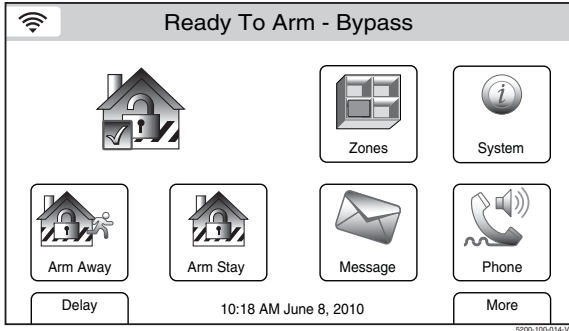 Ready To Arm - Bypass
Zones
System
Arm Away
Arm Stay
Message
Phone
Delay
10:18 AM June 8, 2010
More
5200-100-014-V